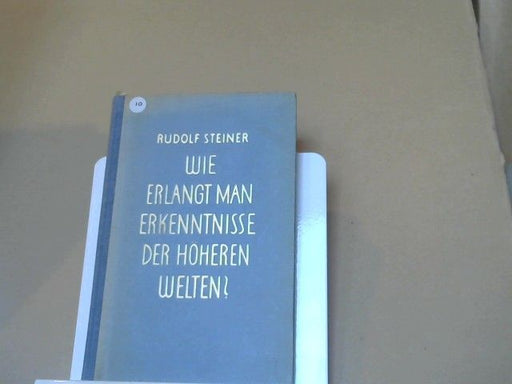 10
RUDOLF STEINER
WIE
ERLANGT MAN
ERKENNTNISSE
DER HÖHEREN
WELTEN?